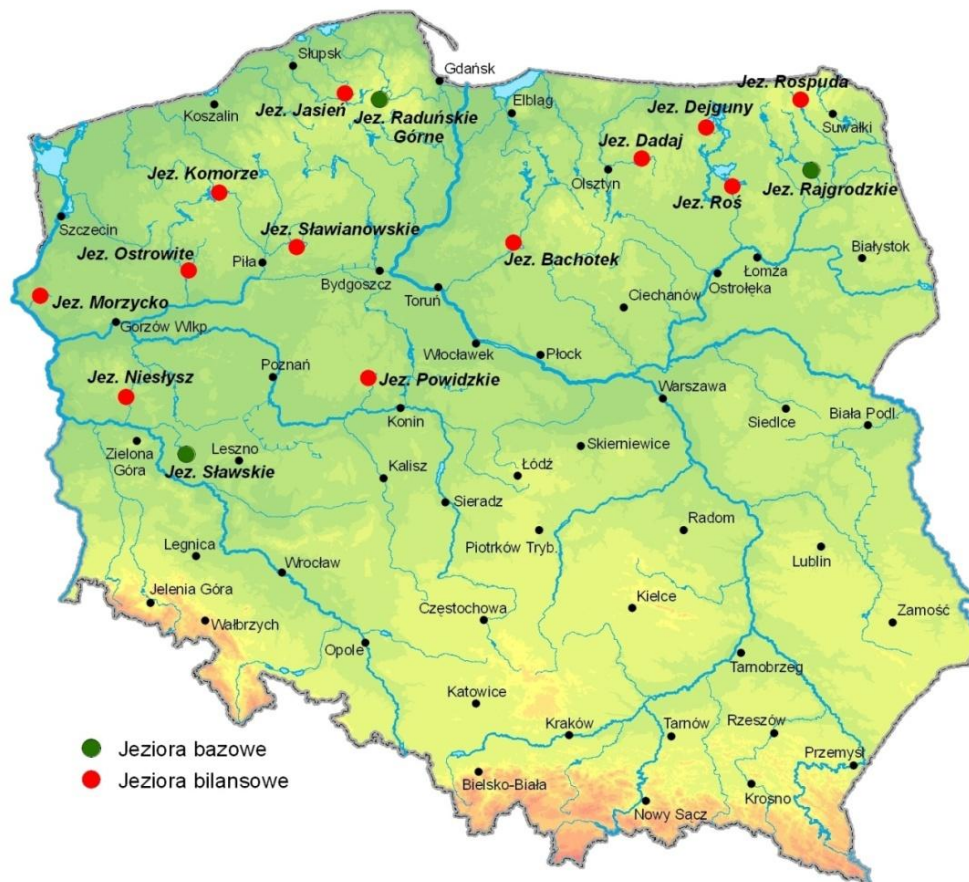 Słupsk
Gdańsk
Koszalin
Jez. Jasień
Jez. Raduńskie
Górne
Elbląg
Jez. Rospuda
Jez. Dejguny
Suwałki
Jez. Dadaj
Olsztyn
Jez. Roś
Jez. Rajgrodzkie
Jez. Komorze
Szczecin
Jez. Sławianowskie
Jez. Ostrowite
Piła
Bydgoszcz
Jez. Bachotek
Białystok
Łomża
Ostrołęka
Toruń
Ciechanów
Jez. Morzycko
Gorzów Wlkp
Włocławek
Płock
Poznań
Jez. Niesłysz
Jez. Powidzkie
Konin
Warszawa
Siedlce
Biała Podl.
Zielona
Góra
Leszno
Jez. Sławskie
Kalisz
Skierniewice
Łódź
Sieradz
Piotrków Tryb.
Radom
Lublin
Legnica
Wrocław
Jelenia Góra
Wałbrzych
Częstochowa
Kielce
Zamość
Opole
Tarnobrzeg
Katowice
Kraków
Tarnów
Rzeszów
Przemyśl
Jeziora bazowe
Jeziora bilansowe
Bielsko-Biała
Nowy Sącz
Krosno